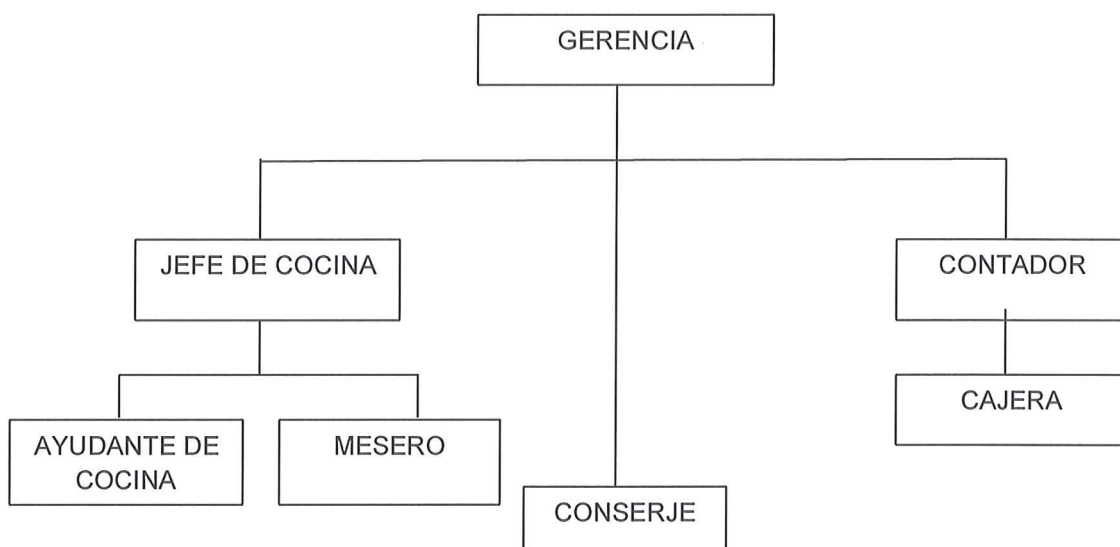 GERENCIA
JEFE DE COCINA
CONTADOR
AYUDANTE DE
COCINA
MESERO
CAJERA
CONSERJE